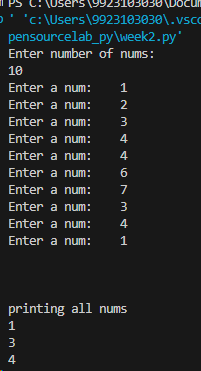 PS C:\Users\9923103030\Docum
' 'c:\Users\9923103030\.vsco
pensourcelab_py\week2.py'
Enter number of nums:
10
Enter a num:    1
Enter a num:    2
Enter a num:    3
Enter a num:    4
Enter a num:    4
Enter a num:    6
Enter a num:    7
Enter a num:    3
Enter a num:    4
Enter a num:    1
printing all nums
1
3
4